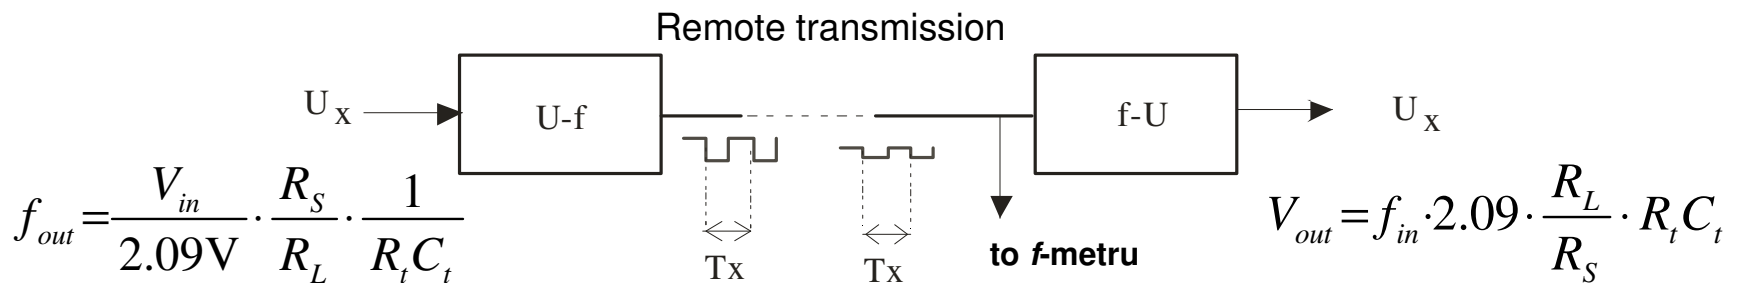 Remote transmission
U x
U-f
f-U
U x
f_out = V_in / 2.09V · R_S / R_L · 1 / R_t C_t
V_out = f_in · 2.09 · R_L / R_S · R_t C_t
Tx
Tx
to f-metru